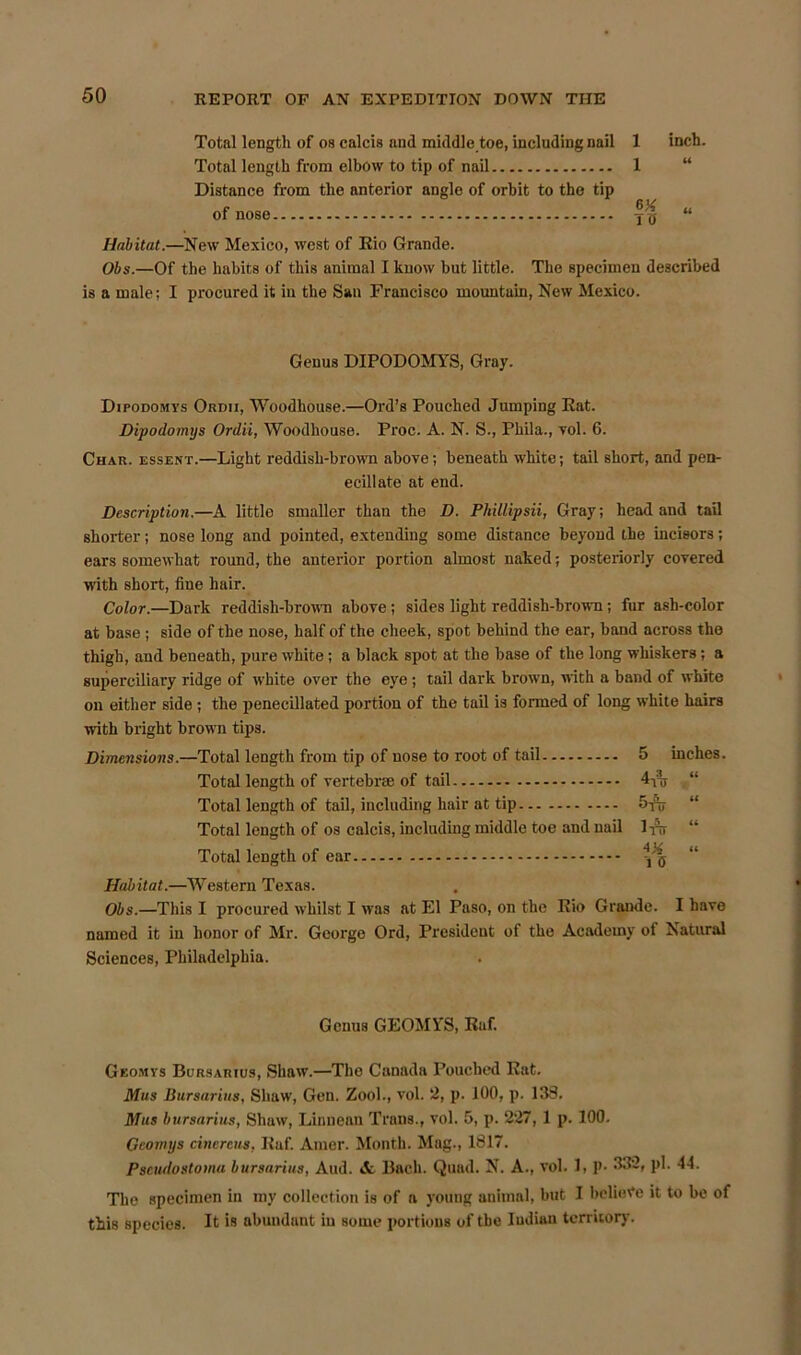 50 REPORT OF AN EXPEDITION DOWN THE
Total length of os calcis and middle toe, including nail 1 inch.
Total length from elbow to tip of nail............... 1 “
Distance from the anterior angle of orbit to the tip
of nose.............................................. 6½/10 “
Habitat.—New Mexico, west of Rio Grande.
Obs.—Of the habits of this animal I know but little. The specimen described
is a male; I procured it in the San Francisco mountain, New Mexico.
Genus DIPODOMYS, Gray.
Dipodomys Ordii, Woodhouse.—Ord’s Pouched Jumping Rat.
Dipodomys Ordii, Woodhouse. Proc. A. N. S., Phila., vol. 6.
Char. essent.—Light reddish-brown above; beneath white; tail short, and pen-
ecillate at end.
Description.—A little smaller than the D. Phillipsii, Gray; head and tail
shorter; nose long and pointed, extending some distance beyond the incisors;
ears somewhat round, the anterior portion almost naked; posteriorly covered
with short, fine hair.
Color.—Dark reddish-brown above; sides light reddish-brown; fur ash-color
at base; side of the nose, half of the cheek, spot behind the ear, band across the
thigh, and beneath, pure white; a black spot at the base of the long whiskers; a
superciliary ridge of white over the eye; tail dark brown, with a band of white
on either side; the penecillated portion of the tail is formed of long white hairs
with bright brown tips.
Dimensions.—Total length from tip of nose to root of tail.......... 5 inches.
Total length of vertebræ of tail..................... 4 3/10 “
Total length of tail, including hair at tip............ 5 5/10 “
Total length of os calcis, including middle toe and nail 1 5/10 “
Total length of ear.................................. 4½/10 “
Habitat.—Western Texas.
Obs.—This I procured whilst I was at El Paso, on the Rio Grande. I have
named it in honor of Mr. George Ord, President of the Academy of Natural
Sciences, Philadelphia.
Genus GEOMYS, Raf.
Geomys Bursarius, Shaw.—The Canada Pouched Rat.
Mus Bursarius, Shaw, Gen. Zool., vol. 2, p. 100, p. 138.
Mus bursarius, Shaw, Linnean Trans., vol. 5, p. 227, 1 p. 100.
Geomys cinereus, Raf. Amer. Month. Mag., 1817.
Pseudostoma bursarius, Aud. & Bach. Quad. N. A., vol. 1, p. 332, pl. 44.
The specimen in my collection is of a young animal, but I believe it to be of
this species. It is abundant in some portions of the Indian territory.